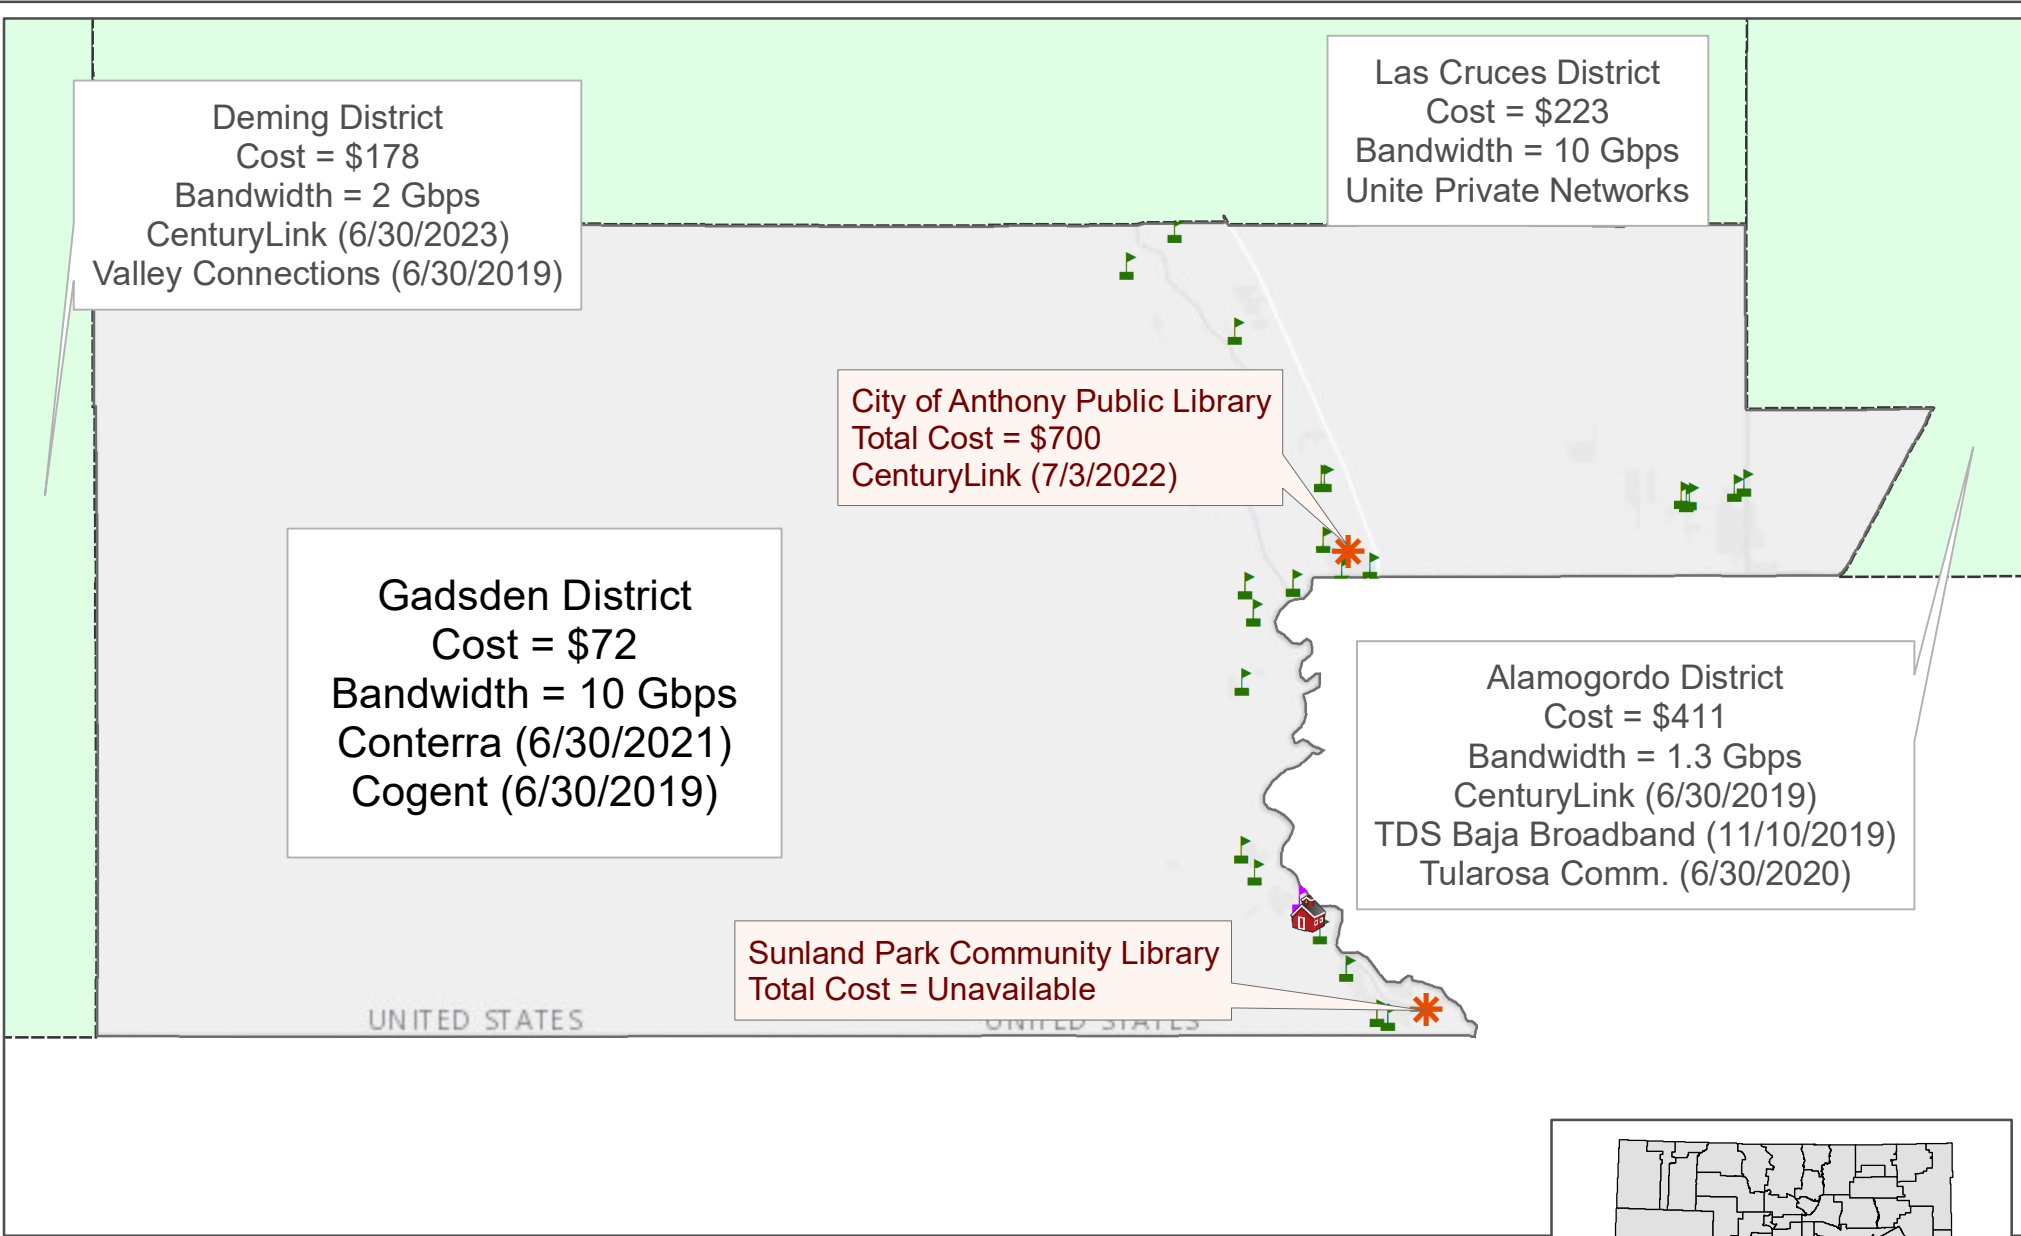 Deming District
Cost = $178
Bandwidth = 2 Gbps
CenturyLink (6/30/2023)
Valley Connections (6/30/2019)
Las Cruces District
Cost = $223
Bandwidth = 10 Gbps
Unite Private Networks
City of Anthony Public Library
Total Cost = $700
CenturyLink (7/3/2022)
Gadsden District
Cost = $72
Bandwidth = 10 Gbps
Conterra (6/30/2021)
Cogent (6/30/2019)
Alamogordo District
Cost = $411
Bandwidth = 1.3 Gbps
CenturyLink (6/30/2019)
TDS Baja Broadband (11/10/2019)
Tularosa Comm. (6/30/2020)
Sunland Park Community Library
Total Cost = Unavailable
UNITED STATES
UNITED STATES